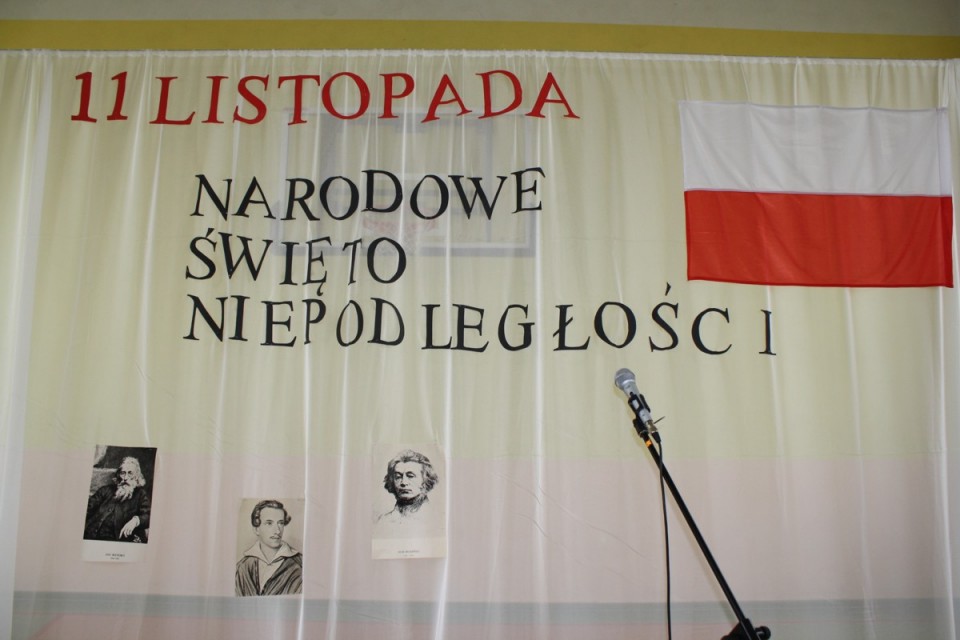 11 LISTOPADA
NARODOWE
ŚWIĘTO
NIEPODLEGŁOŚCI